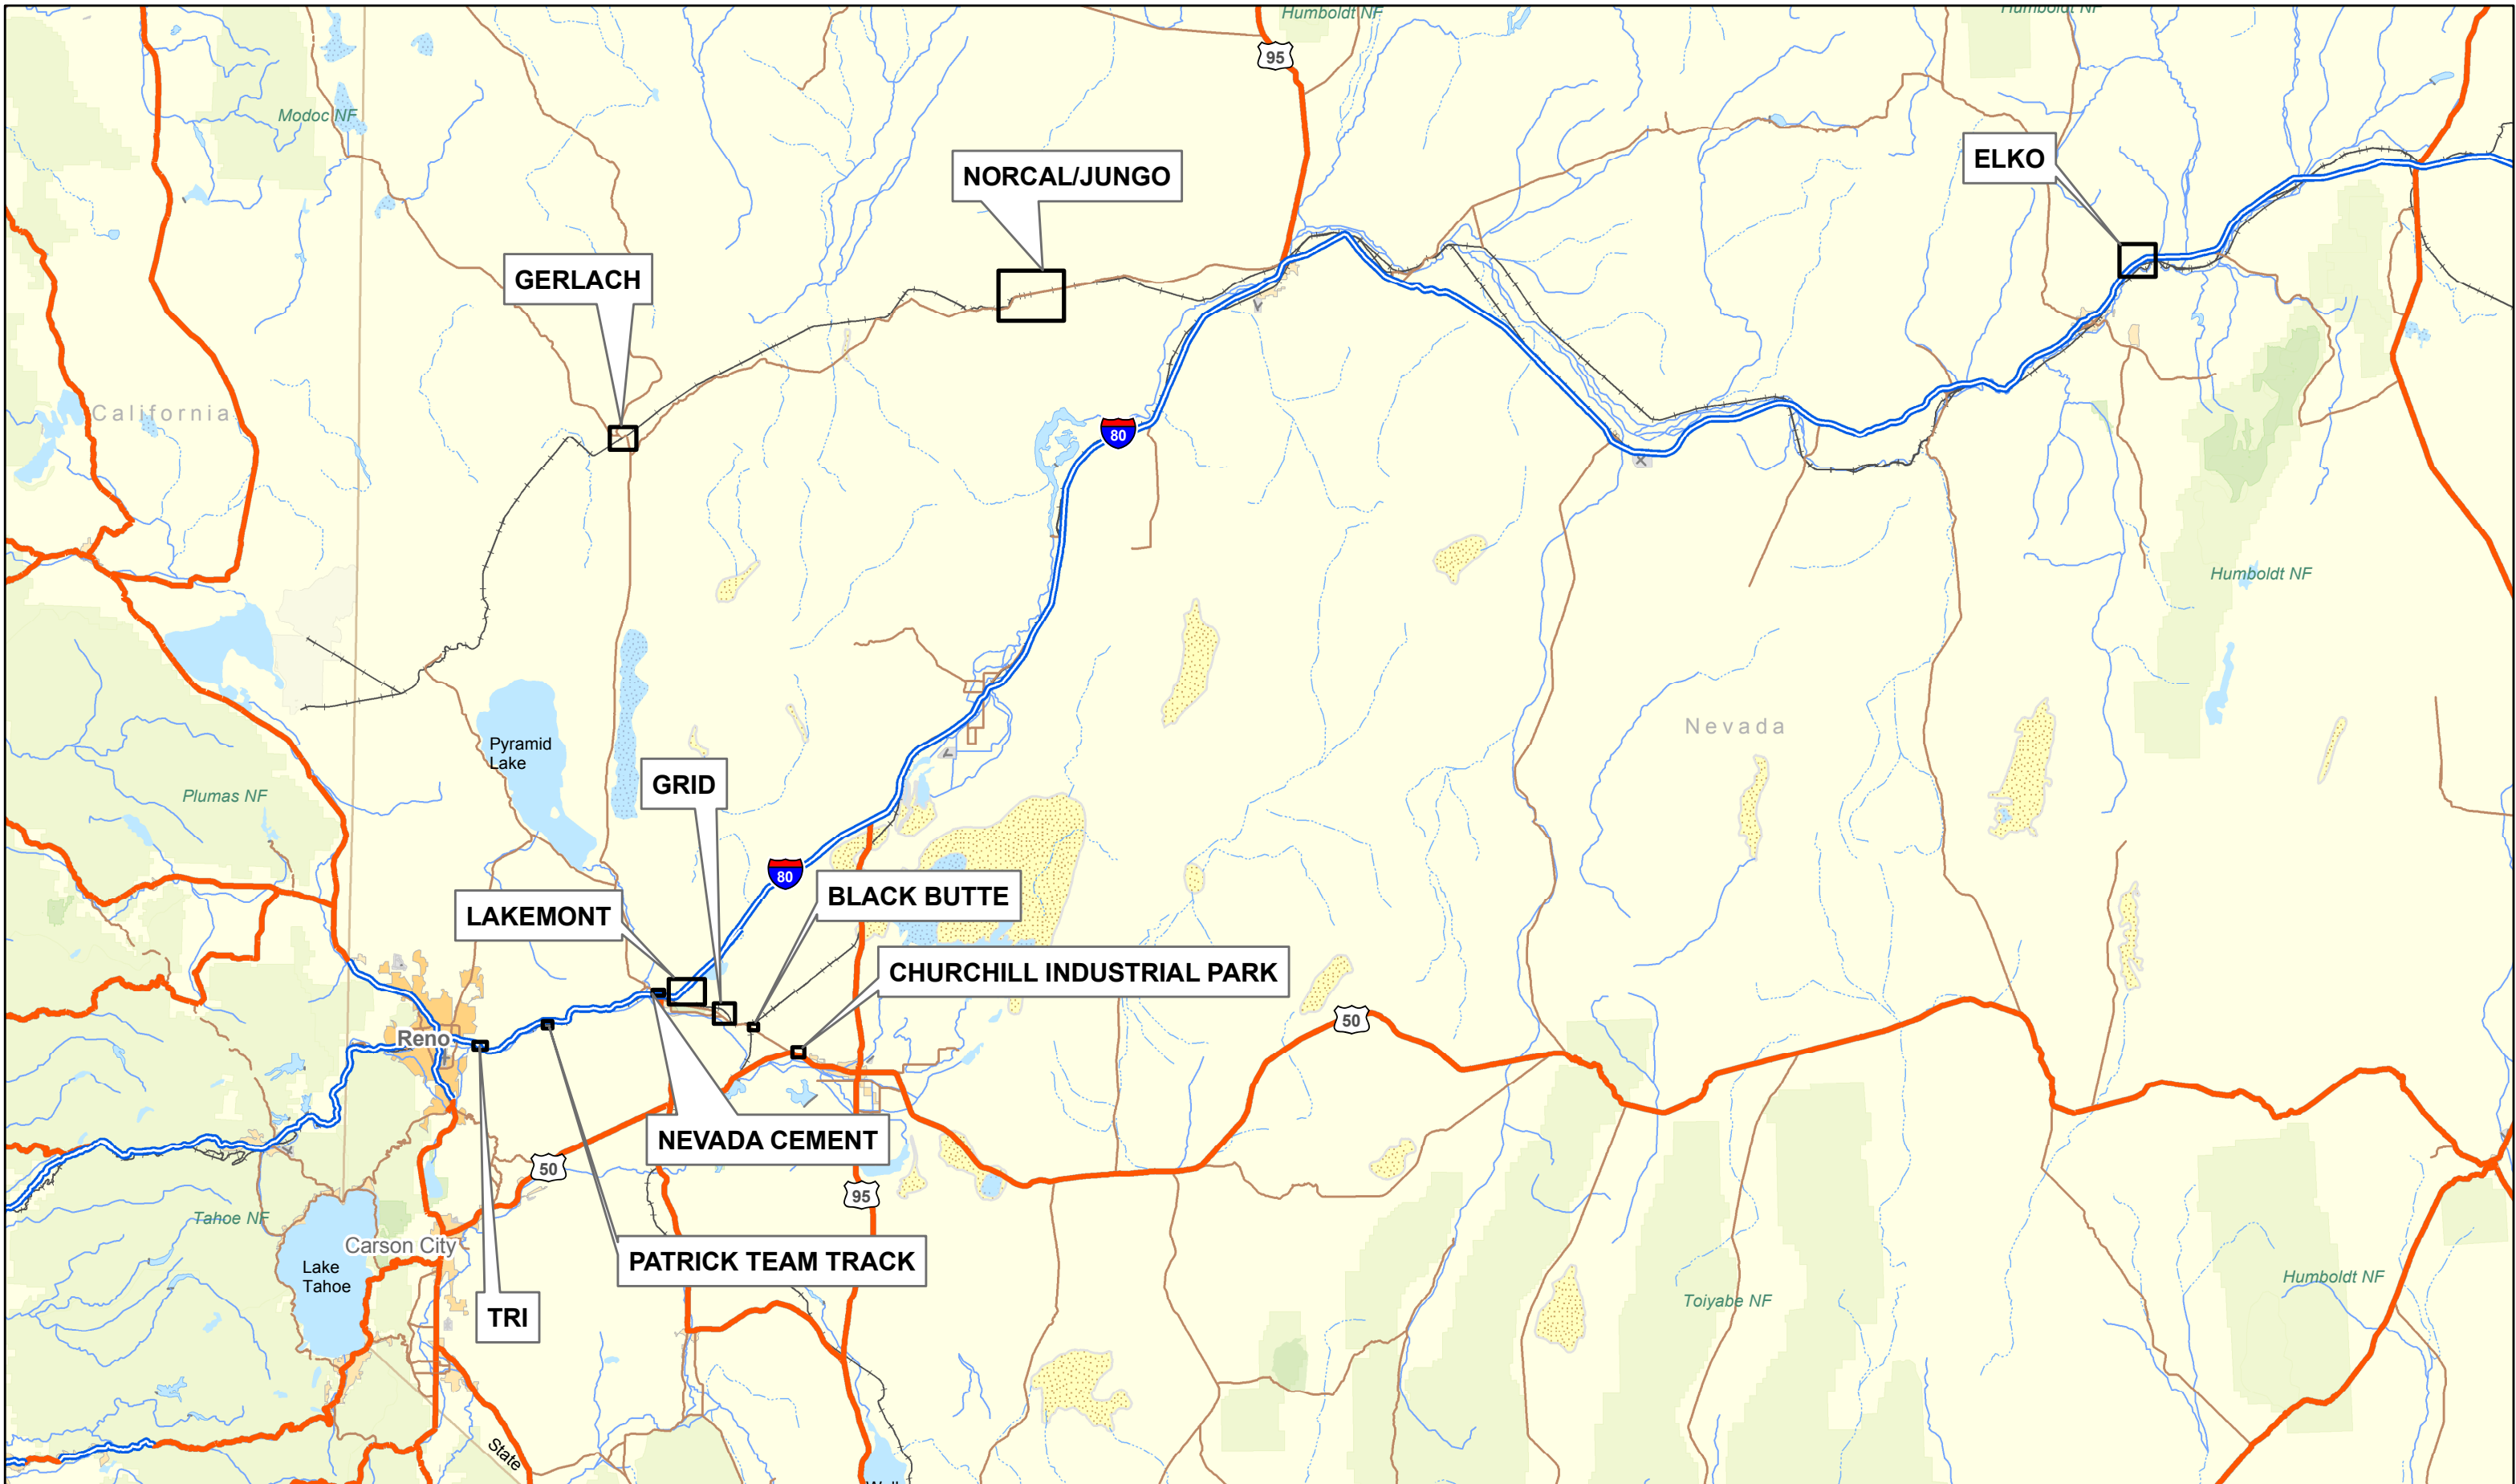 Humboldt NF
Humboldt NF
95
Modoc NF
ELKO
NORCAL/JUNGO
GERLACH
California
80
Humboldt NF
Nevada
Pyramid
Lake
GRID
Plumas NF
80
BLACK BUTTE
LAKEMONT
CHURCHILL INDUSTRIAL PARK
50
Reno
NEVADA CEMENT
50
95
Tahoe NF
Carson City
PATRICK TEAM TRACK
Lake
Tahoe
Humboldt NF
Toiyabe NF
TRI
State